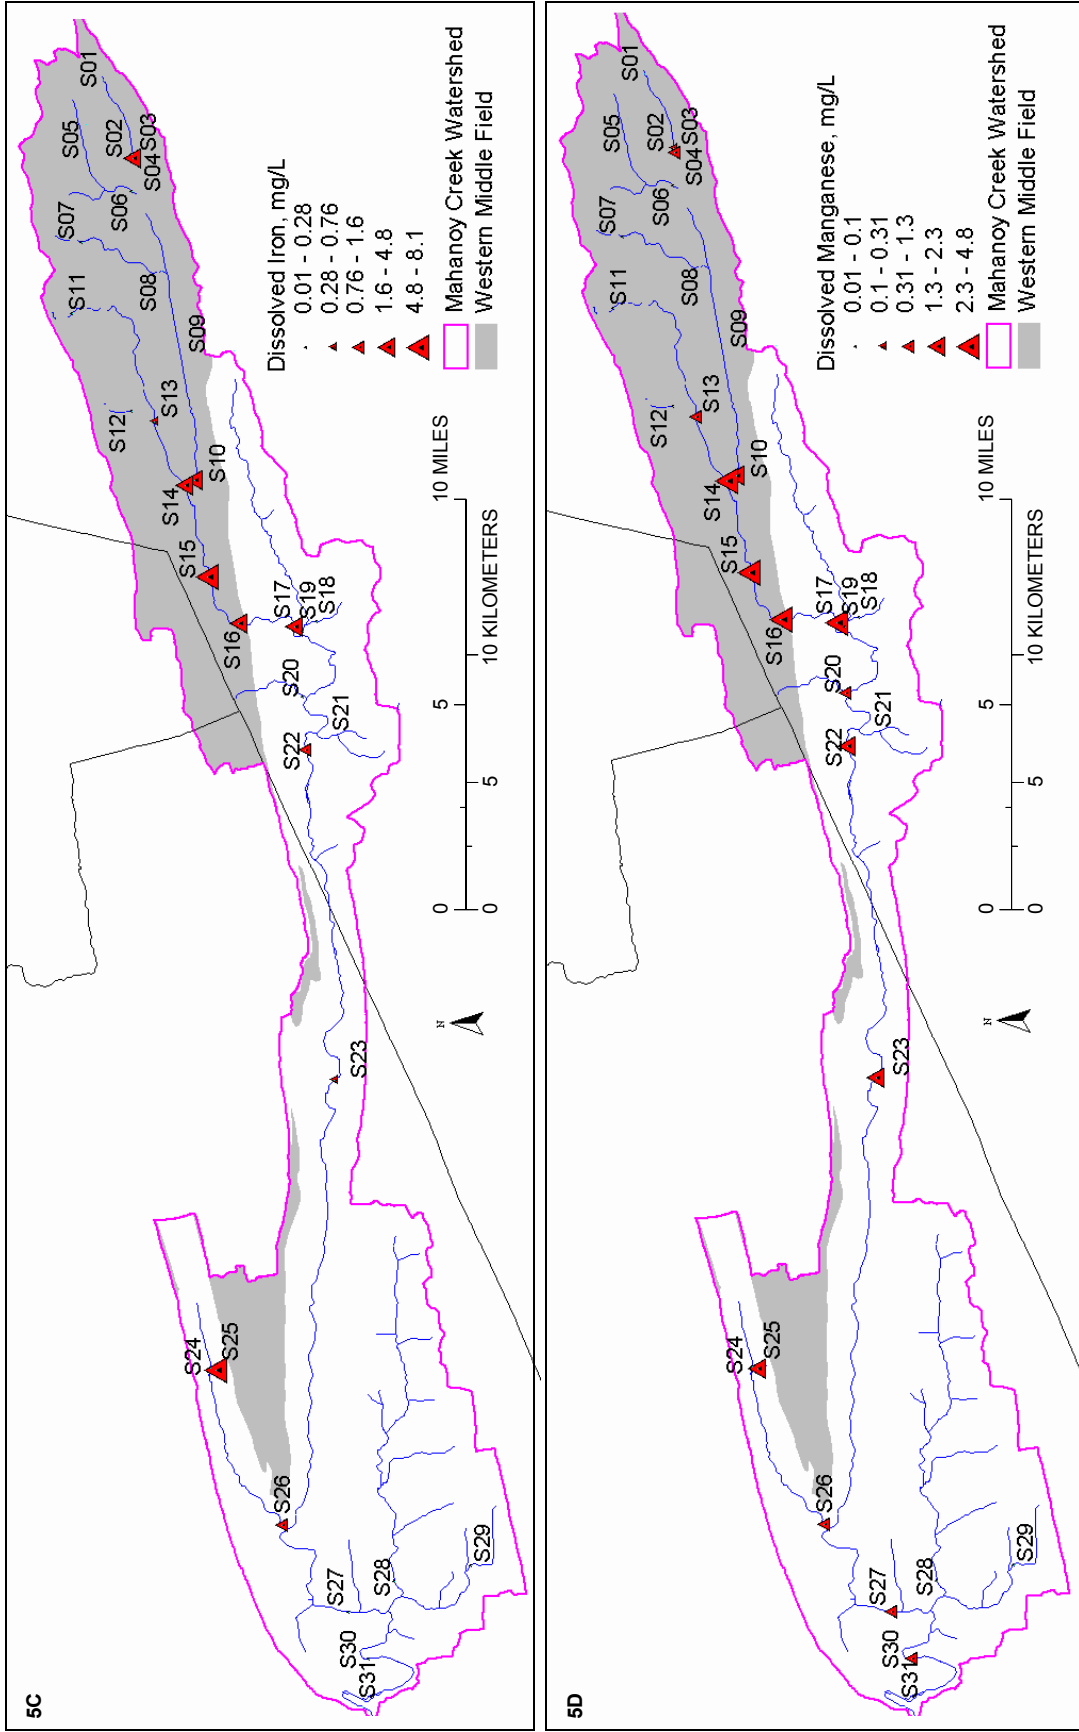 5C
S01
S02
S03
S04
S05
S06
S07
S08
S09
S10
S11
S12
S13
S14
S15
S16
S17
S18
S19
S20
S21
S22
S23
S24
S25
S26
S27
S28
S29
S30
S31
N
0 5 10 MILES
0 5 10 KILOMETERS
Dissolved Iron, mg/L
0.01 - 0.28
0.28 - 0.76
0.76 - 1.6
1.6 - 4.8
4.8 - 8.1
Mahanoy Creek Watershed
Western Middle Field
5D
S01
S02
S03
S04
S05
S06
S07
S08
S09
S10
S11
S12
S13
S14
S15
S16
S17
S18
S19
S20
S21
S22
S23
S24
S25
S26
S27
S28
S29
S30
S31
N
0 5 10 MILES
0 5 10 KILOMETERS
Dissolved Manganese, mg/L
0.01 - 0.1
0.1 - 0.31
0.31 - 1.3
1.3 - 2.3
2.3 - 4.8
Mahanoy Creek Watershed
Western Middle Field